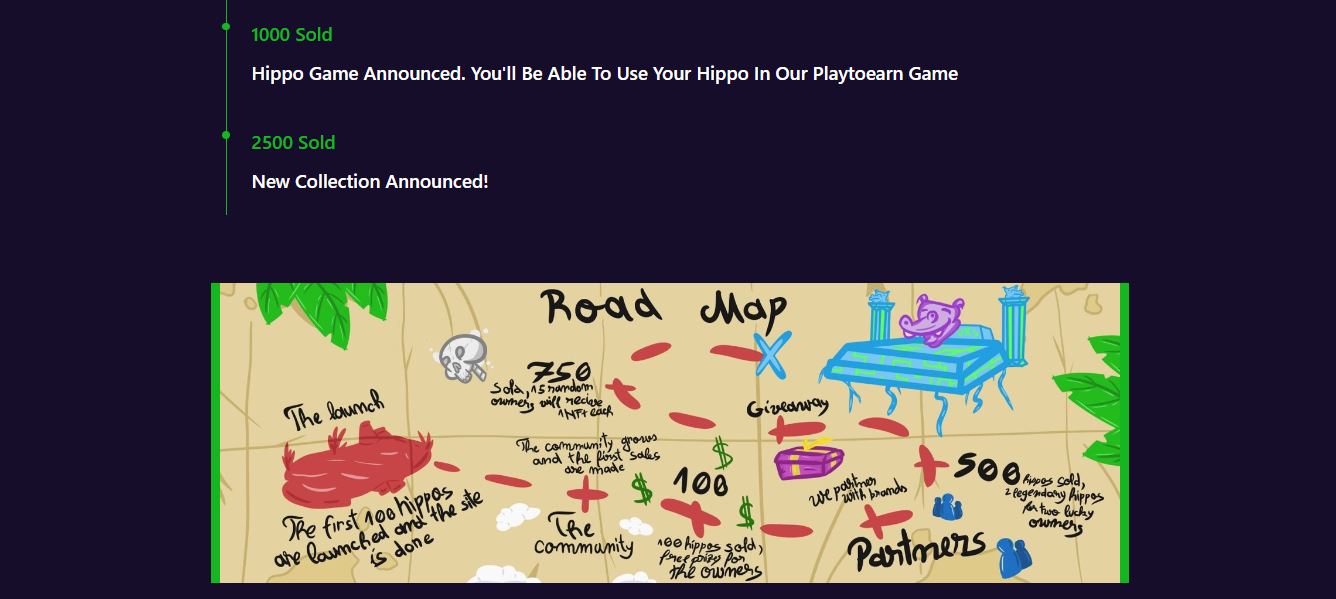 1000 Sold
Hippo Game Announced. You'll Be Able To Use Your Hippo In Our Playtoearn Game
2500 Sold
New Collection Announced!
Road Map
750
Sold, 15 random
owners will recieve
1 NFT each
The launch
Giveaway
The community grows
and the first sales
are made
100
500
hippos sold,
2 legendary hippos
for two lucky
owners
we partner
with brands
The first 100 hippos
are launched and the site
is done
The
community
100 hippos sold,
free prize for
the owners
Partners